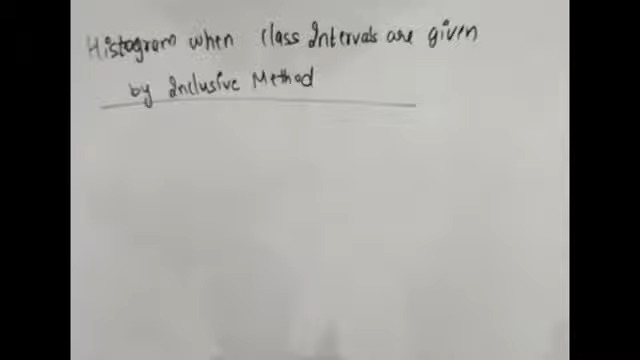 Histogram when Class Intervals are given
by Inclusive Method